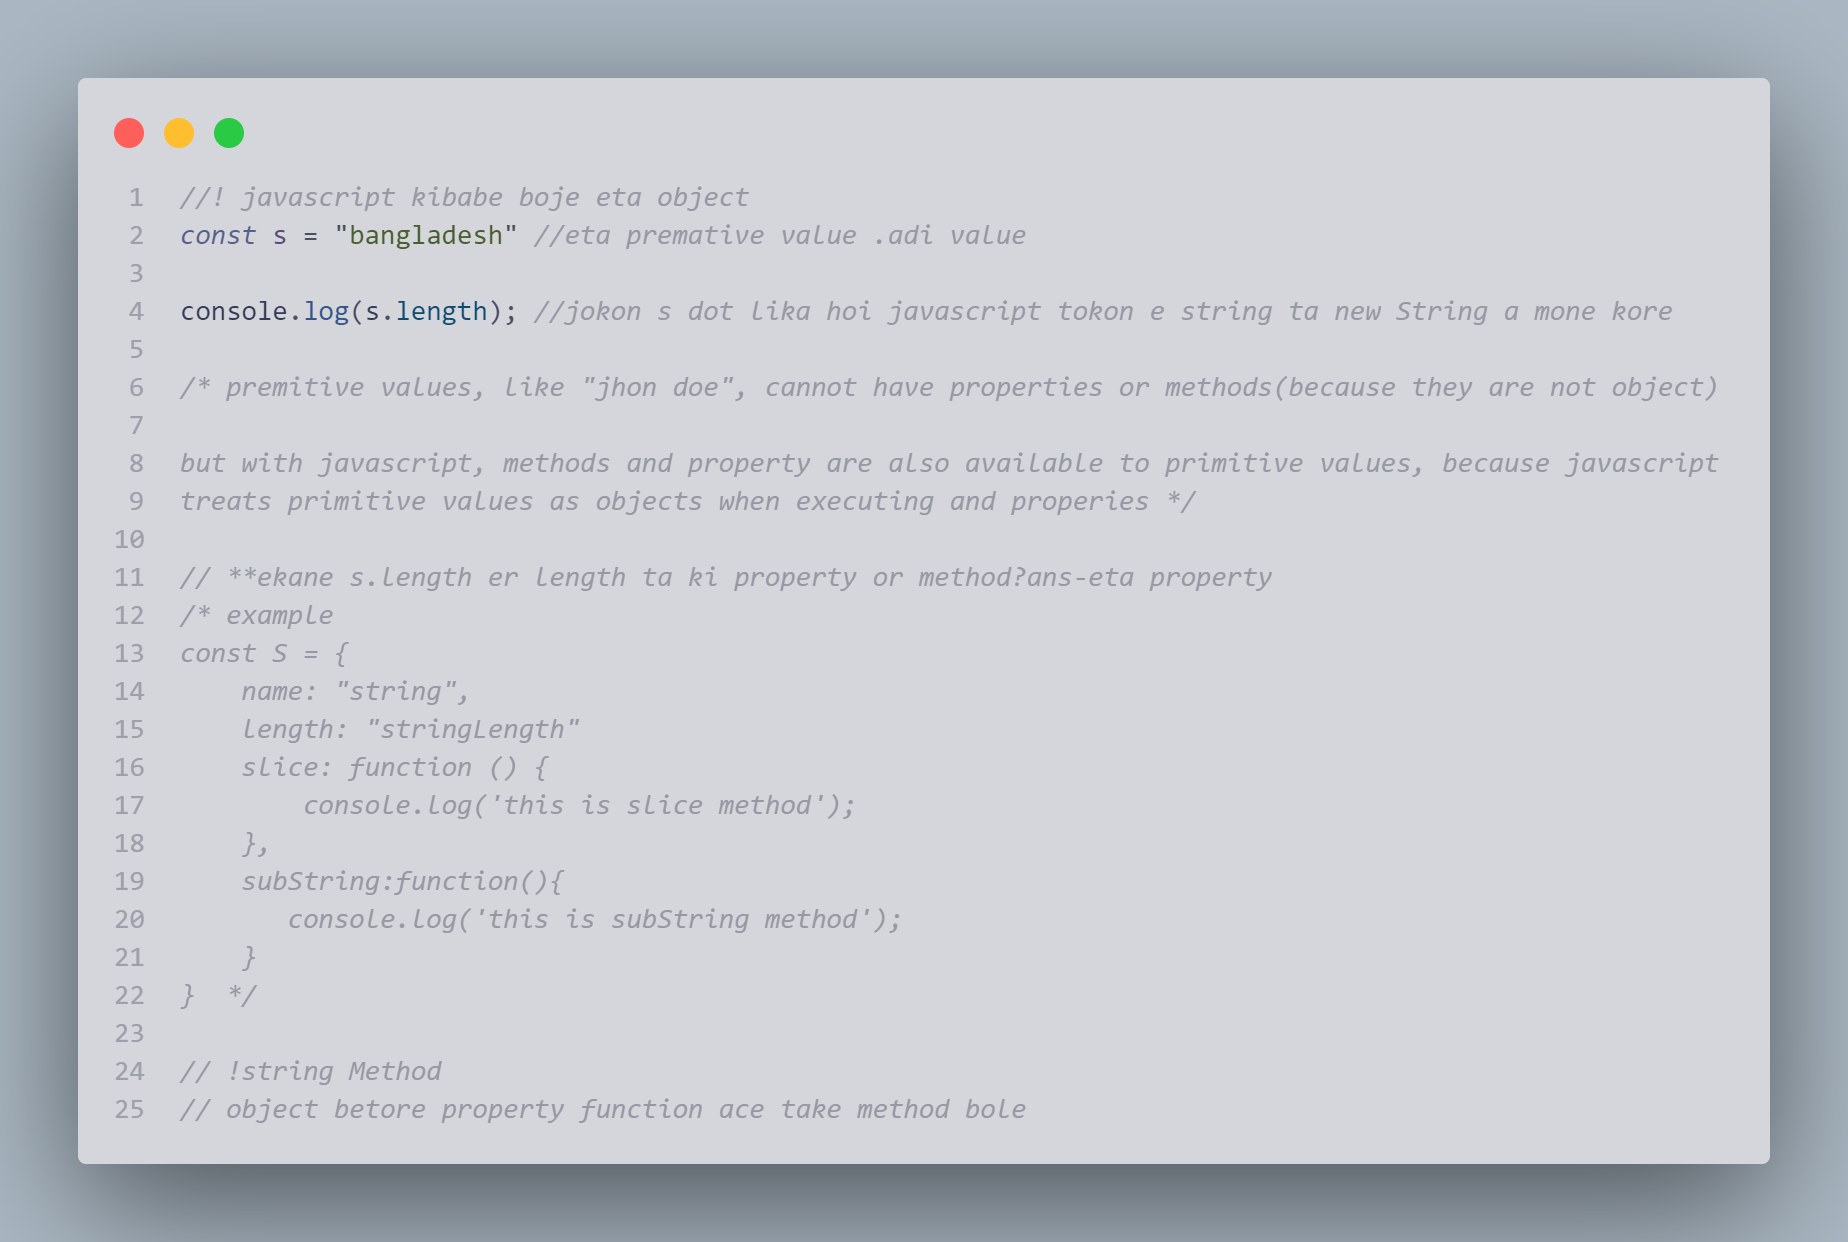 1 //! javascript kibabe boje eta object
2 const s = "bangladesh" //eta premative value .adi value
3
4 console.log(s.length); //jokon s dot lika hoi javascript tokon e string ta new String a mone kore
5
6 /* premitive values, like "jhon doe", cannot have properties or methods(because they are not object)
7
8 but with javascript, methods and property are also available to primitive values, because javascript
9 treats primitive values as objects when executing and properies */
10
11 // **ekane s.length er length ta ki property or method?ans-eta property
12 /* example
13 const S = {
14     name: "string",
15     length: "stringLength"
16     slice: function () {
17         console.log('this is slice method');
18     },
19     subString:function(){
20        console.log('this is subString method');
21     }
22 }  */
23
24 // !string Method
25 // object betore property function ace take method bole